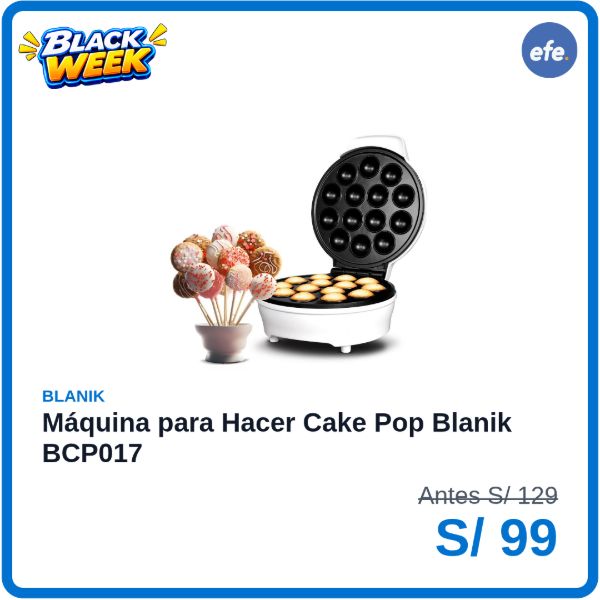 BLACK
WEEK
efe.
BLANIK
Máquina para Hacer Cake Pop Blanik
BCP017
Antes S/ 129
S/ 99